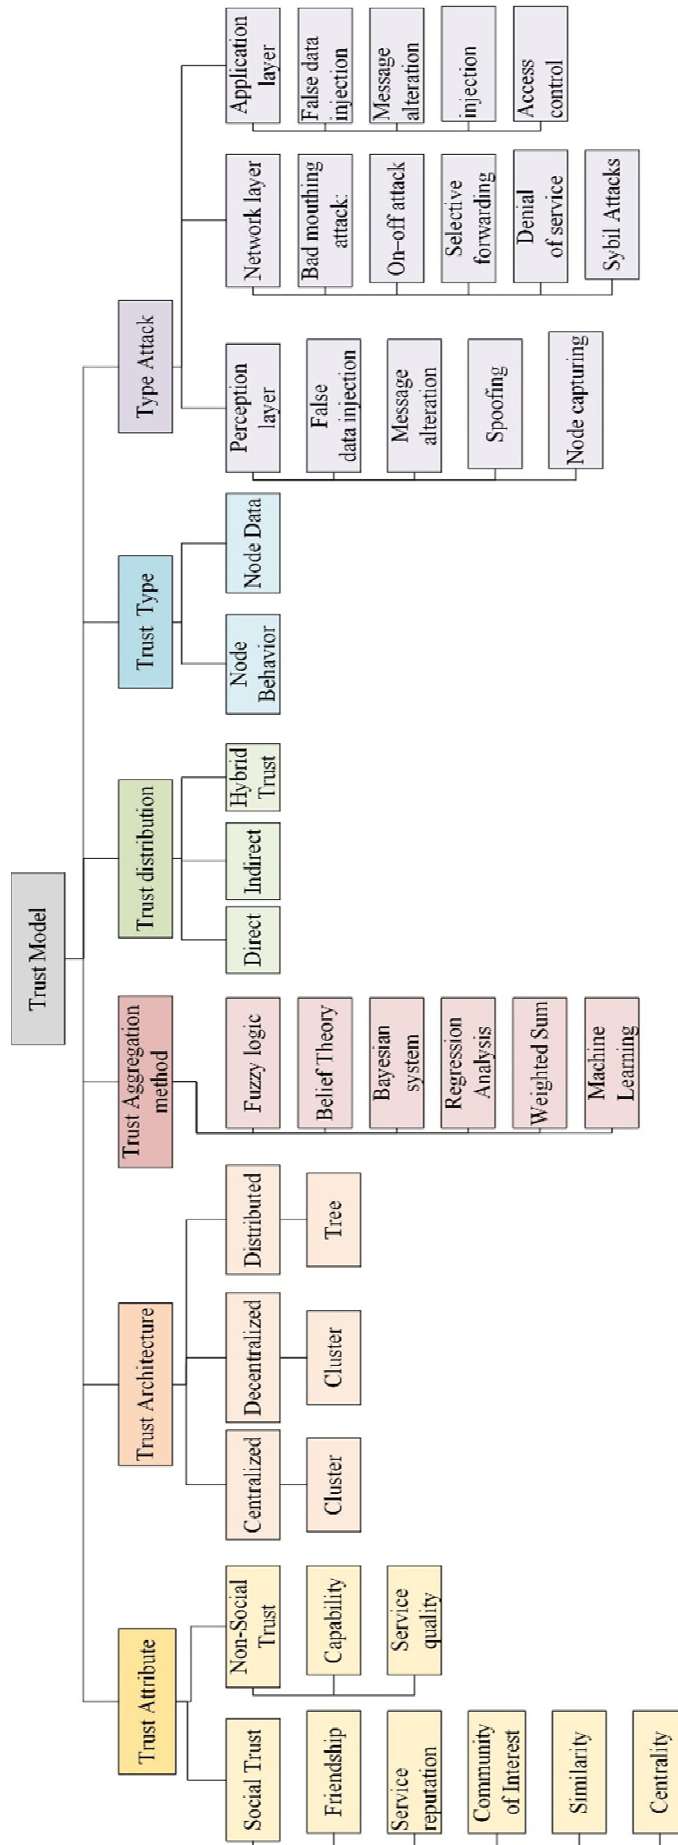 Trust Model
Trust Attribute
Social Trust
Friendship
Service
reputation
Community
of Interest
Similarity
Centrality
Non-Social
Trust
Capability
Service
quality
Trust Architecture
Centralized
Cluster
Decentralized
Cluster
Distributed
Tree
Trust Aggregation
method
Fuzzy logic
Belief Theory
Bayesian
system
Regression
Analysis
Weighted Sum
Machine
Learning
Trust distribution
Direct
Indirect
Hybrid
Trust
Trust Type
Node
Behavior
Node Data
Type Attack
Perception
layer
False
data injection
Message
alteration
Spoofing
Node capturing
Network layer
Bad mouthing
attack:
On–off attack
Selective
forwarding
Denial
of service
Sybil Attacks
Application
layer
False data
injection
Message
alteration
injection
Access
control